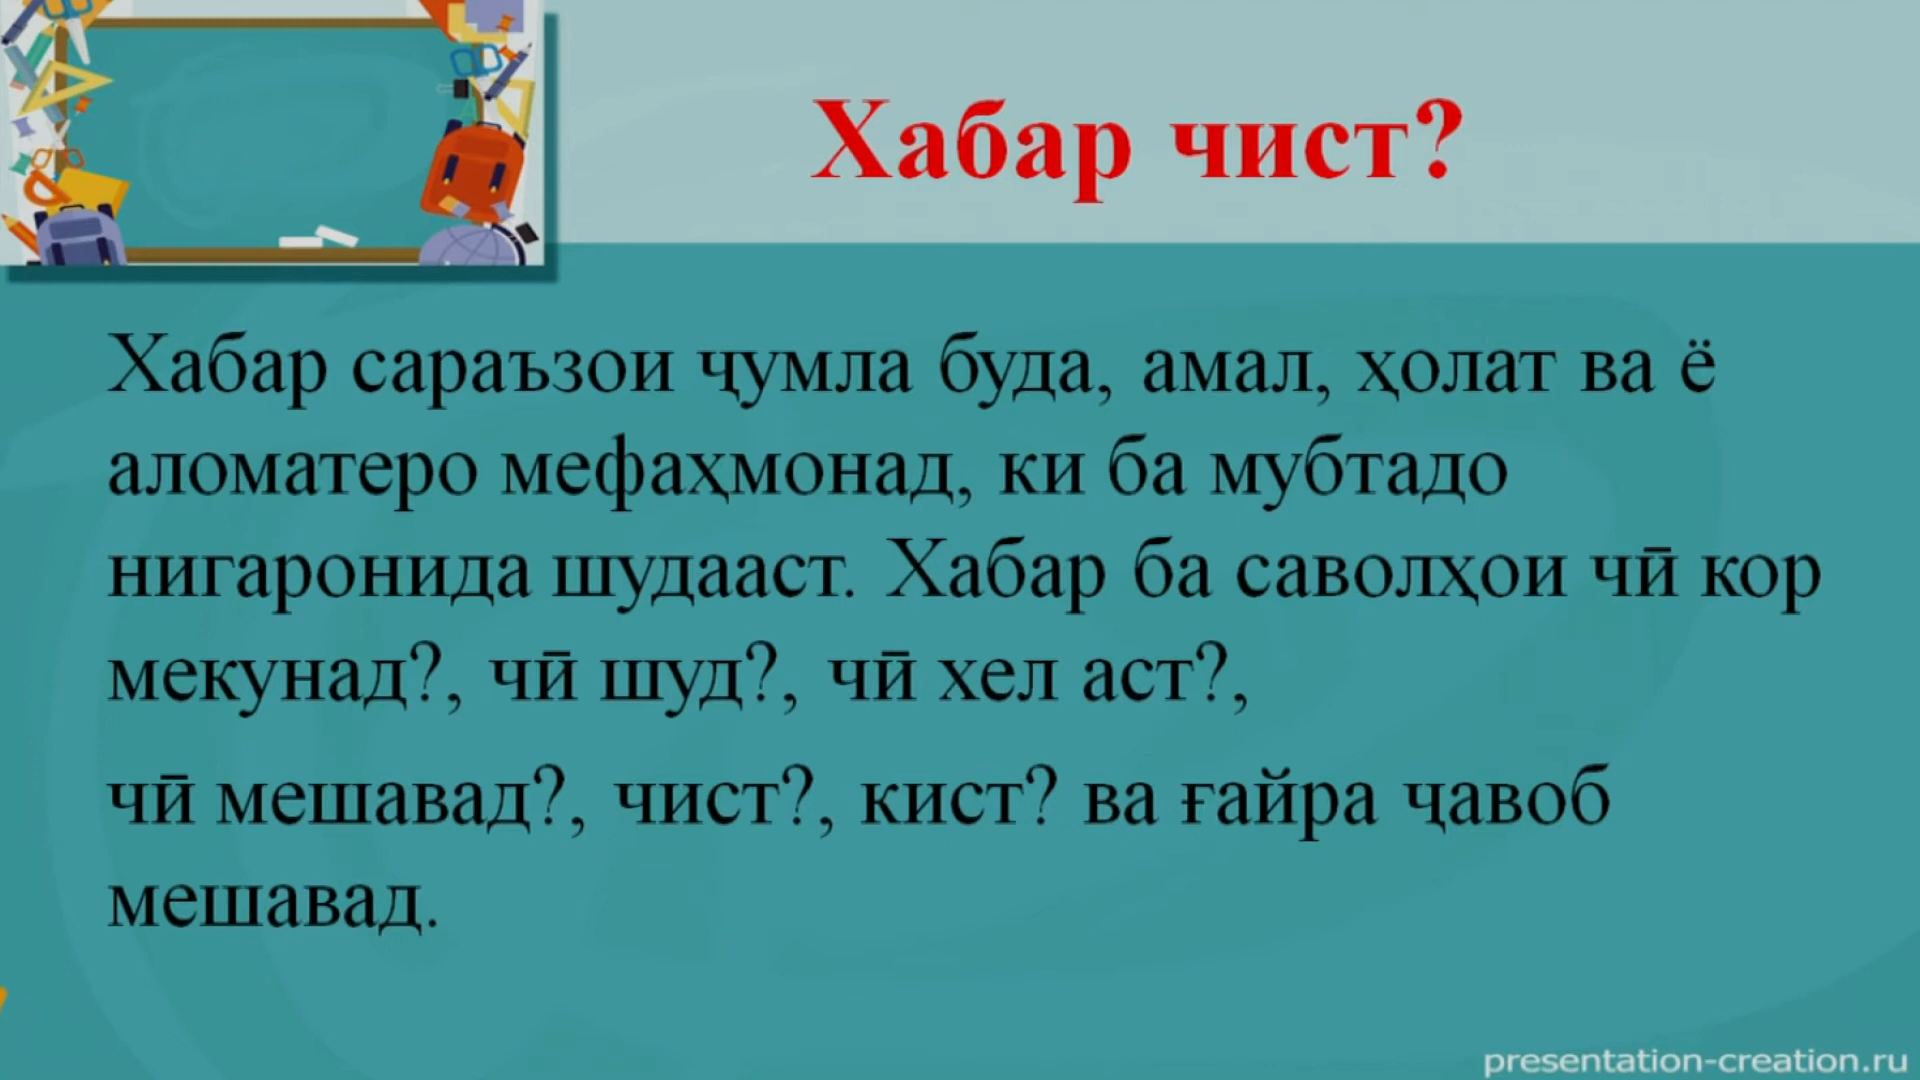 Хабар чист?
Хабар сараъзои ҷумла буда, амал, ҳолат ва ё
аломатеро мефаҳмонад, ки ба мубтадо
нигаронида шудааст. Хабар ба саволҳои чӣ кор
мекунад?, чӣ шуд?, чӣ хел аст?,
чӣ мешавад?, чист?, кист? ва ғайра ҷавоб
мешавад.
presentation-creation.ru